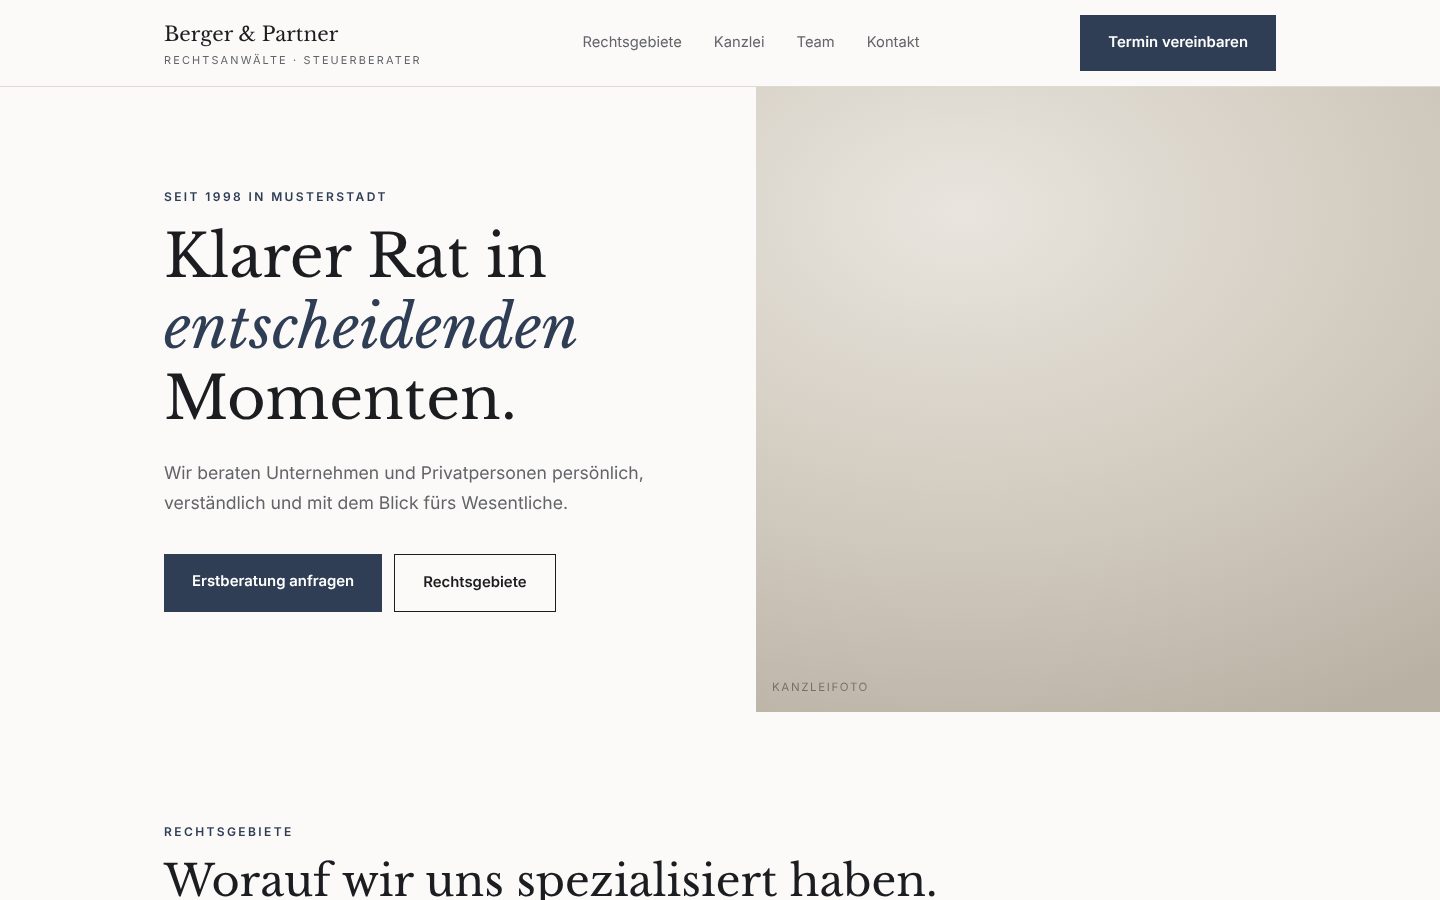 Berger & Partner
RECHTSANWÄLTE · STEUERBERATER
Rechtsgebiete
Kanzlei
Team
Kontakt
Termin vereinbaren
SEIT 1998 IN MUSTERSTADT
Klarer Rat in
entscheidenden
Momenten.
Wir beraten Unternehmen und Privatpersonen persönlich,
verständlich und mit dem Blick fürs Wesentliche.
Erstberatung anfragen
Rechtsgebiete
KANZLEIFOTO
RECHTSGEBIETE
Worauf wir uns spezialisiert haben.